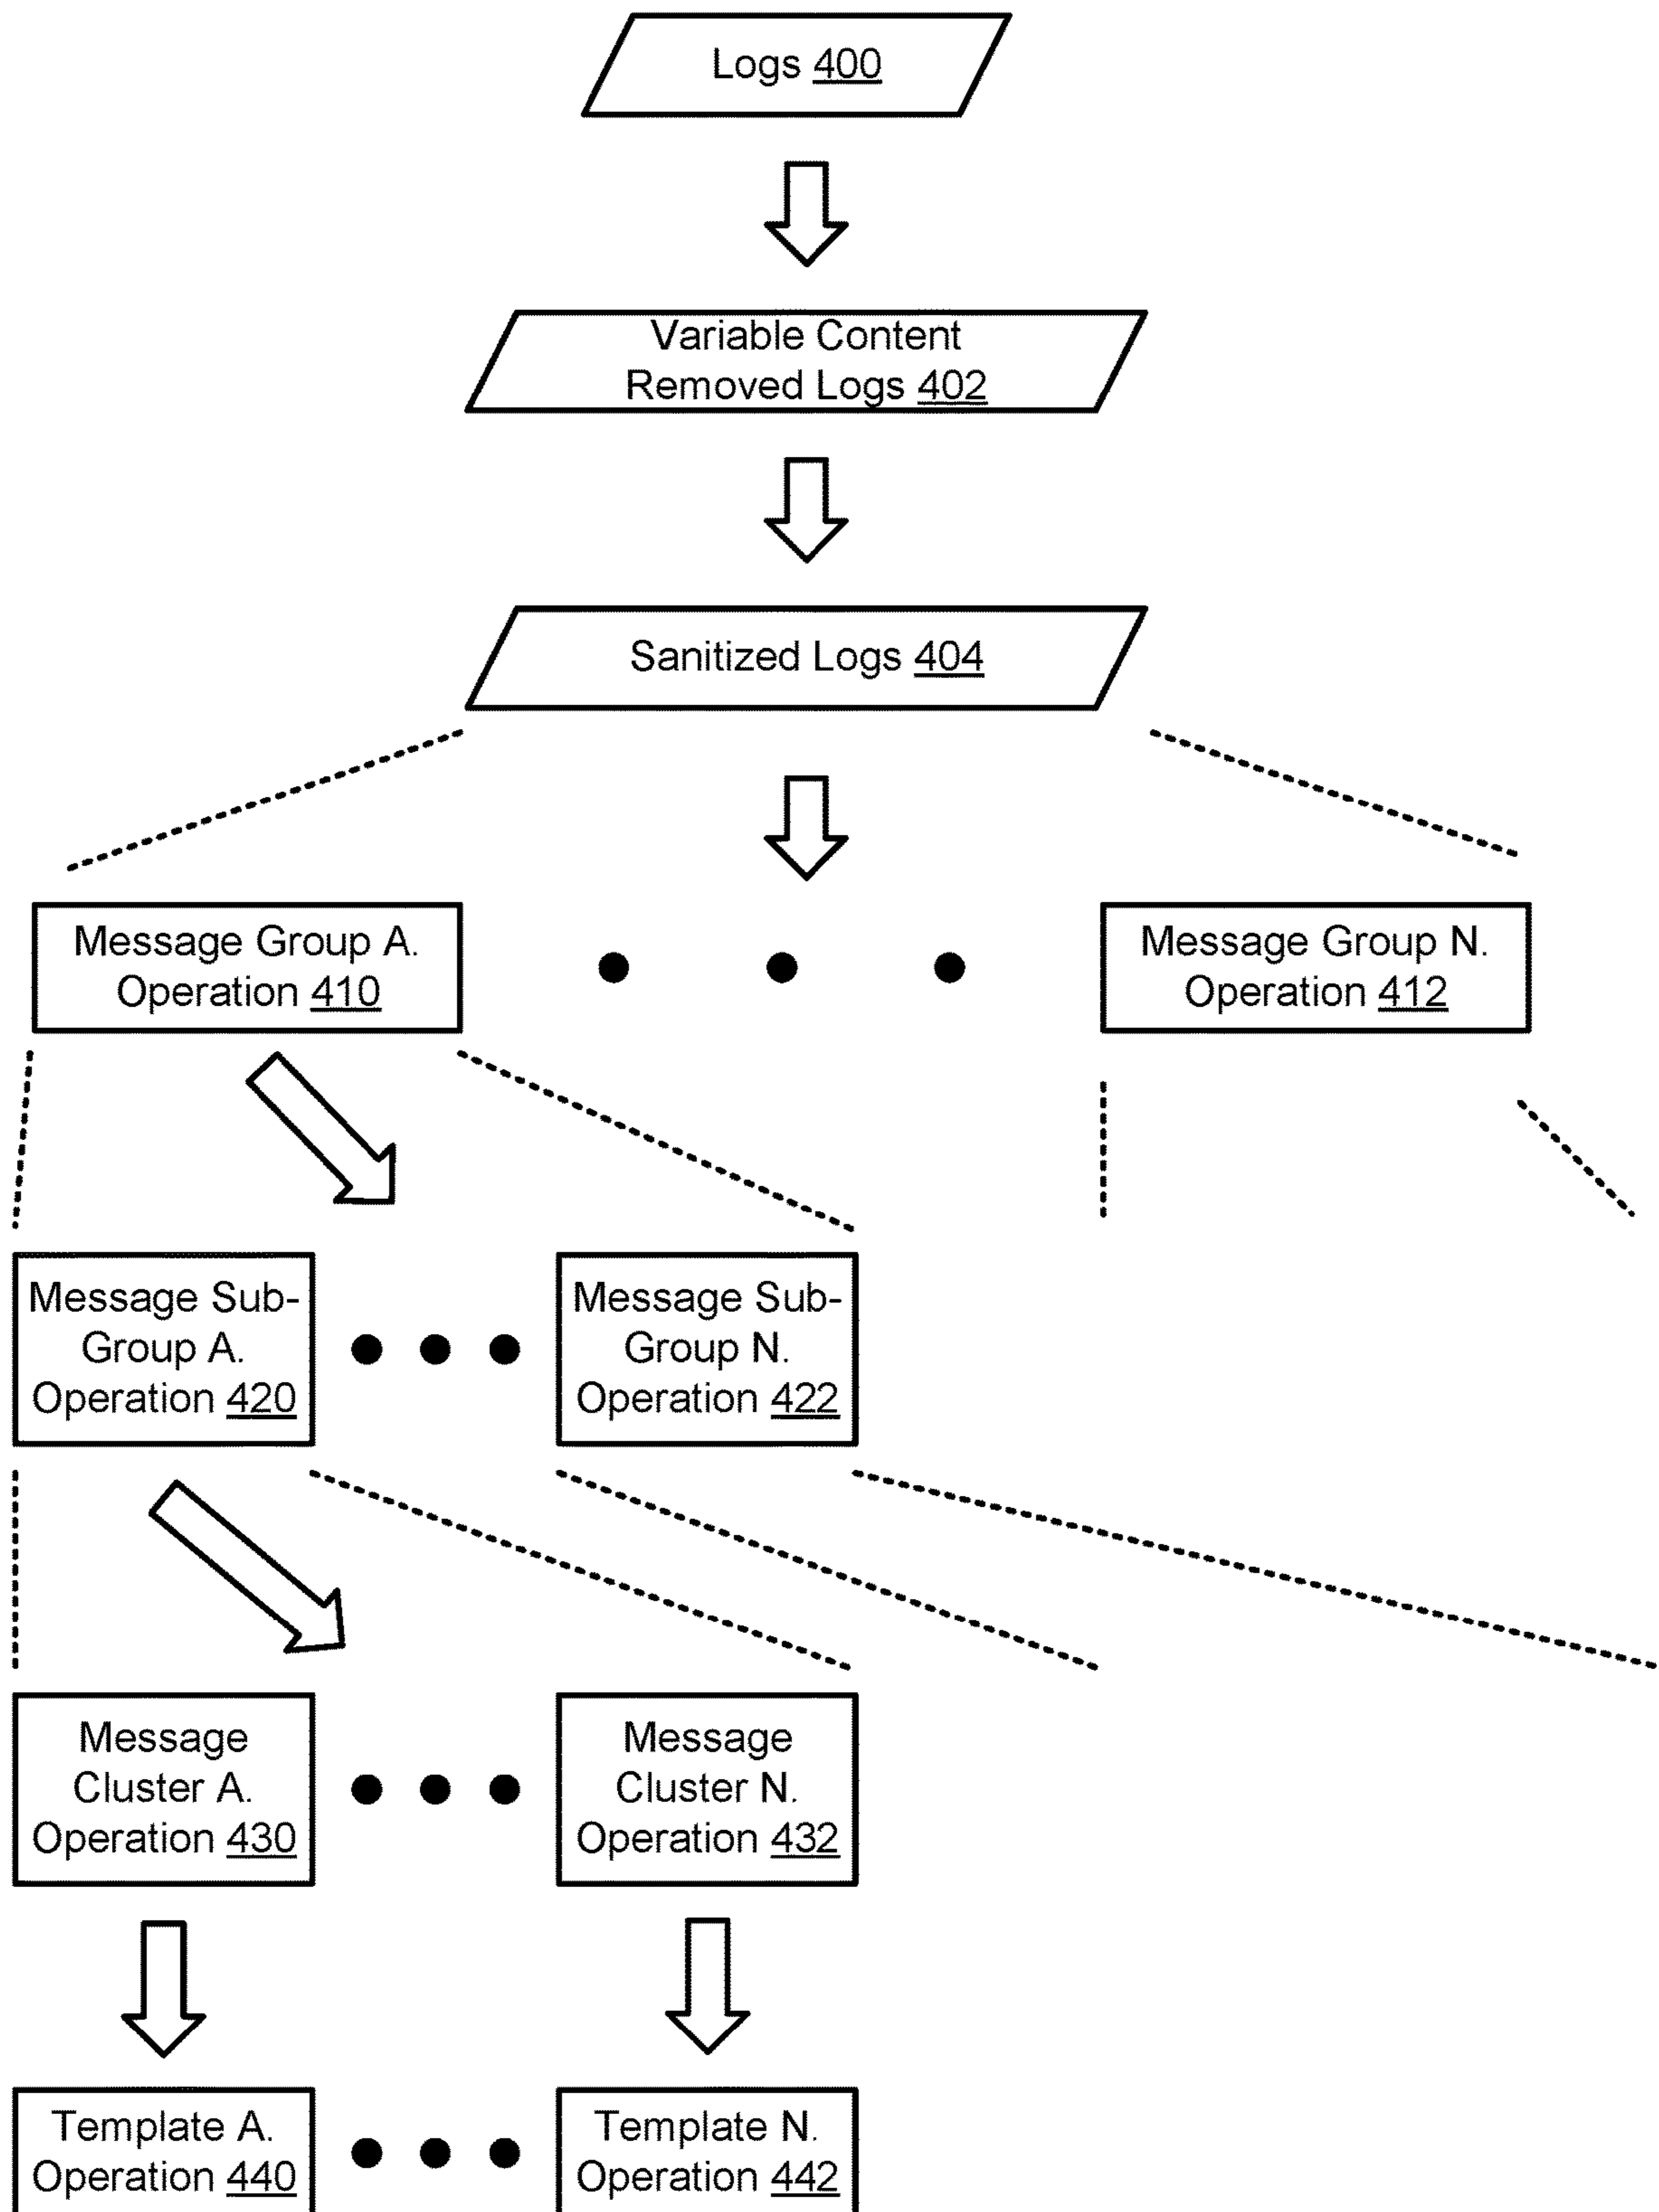 Logs 400
Variable Content
Removed Logs 402
Sanitized Logs 404
Message Group A.
Operation 410
Message Group N.
Operation 412
Message Sub-
Group A.
Operation 420
Message Sub-
Group N.
Operation 422
Message
Cluster A.
Operation 430
Message
Cluster N.
Operation 432
Template A.
Operation 440
Template N.
Operation 442